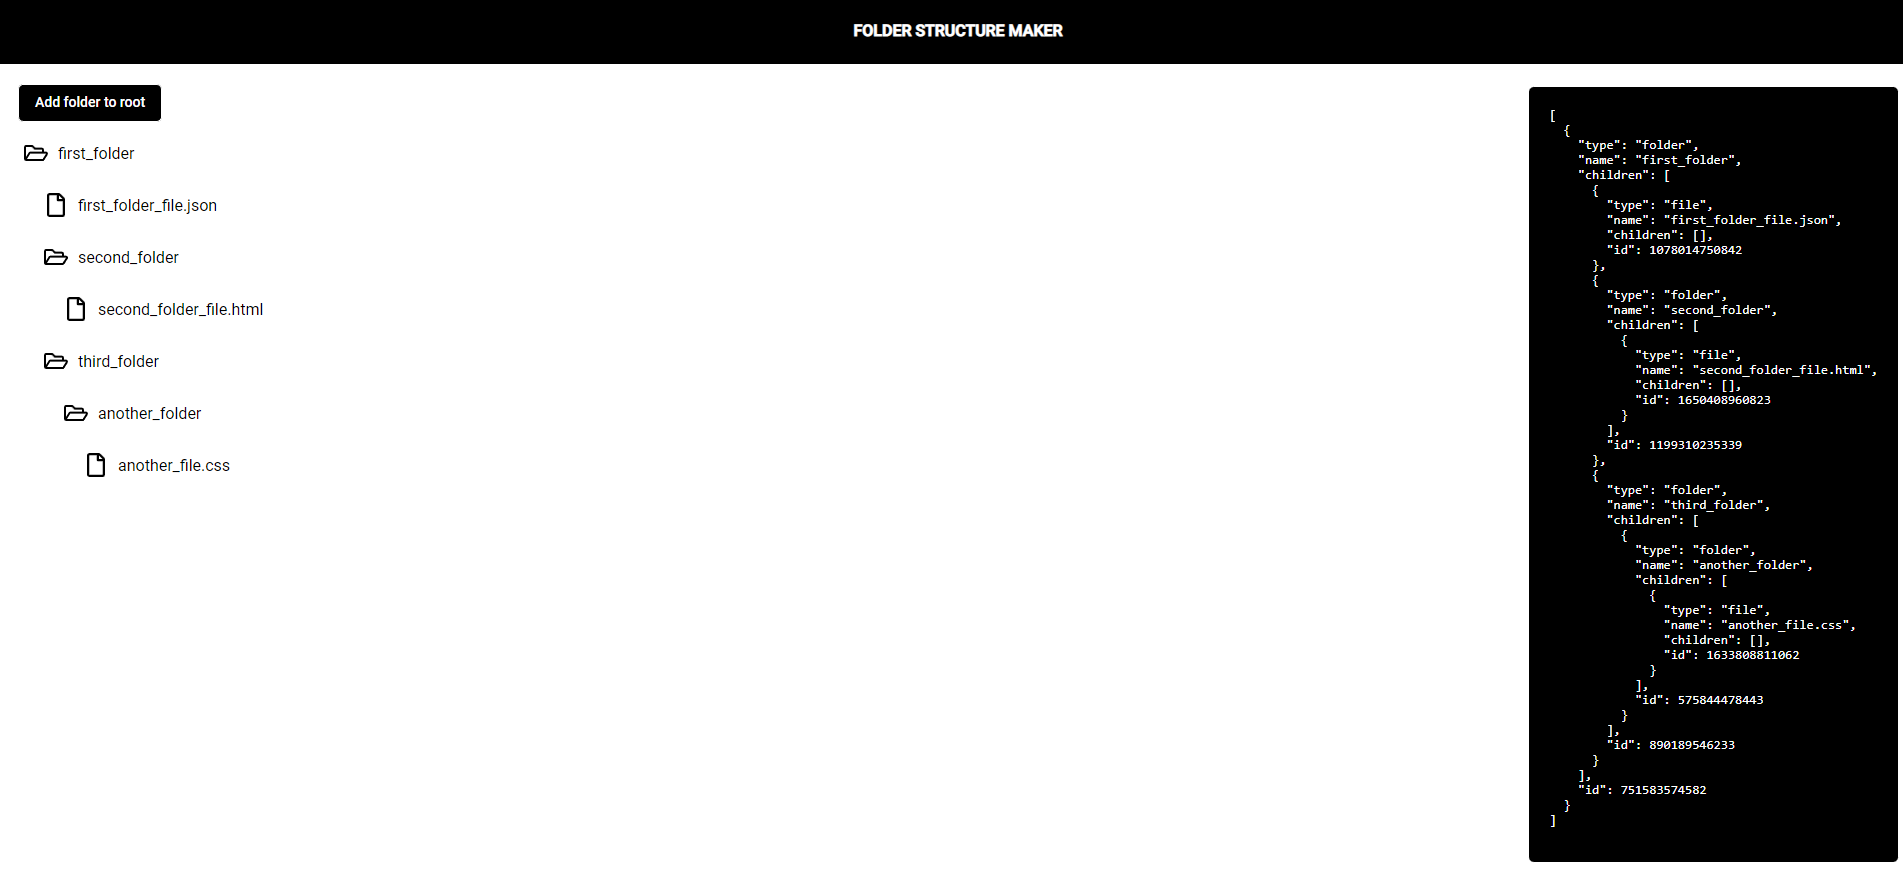 FOLDER STRUCTURE MAKER
Add folder to root
first_folder
first_folder_file.json
second_folder
second_folder_file.html
third_folder
another_folder
another_file.css
[
  {
    "type": "folder",
    "name": "first_folder",
    "children": [
      {
        "type": "file",
        "name": "first_folder_file.json",
        "children": [],
        "id": 1078014750842
      },
      {
        "type": "folder",
        "name": "second_folder",
        "children": [
          {
            "type": "file",
            "name": "second_folder_file.html",
            "children": [],
            "id": 1650408960823
          }
        ],
        "id": 1199310235339
      },
      {
        "type": "folder",
        "name": "third_folder",
        "children": [
          {
            "type": "folder",
            "name": "another_folder",
            "children": [
              {
                "type": "file",
                "name": "another_file.css",
                "children": [],
                "id": 1633808811062
              }
            ],
            "id": 575844478443
          }
        ],
        "id": 890189546233
      }
    ],
    "id": 751583574582
  }
]